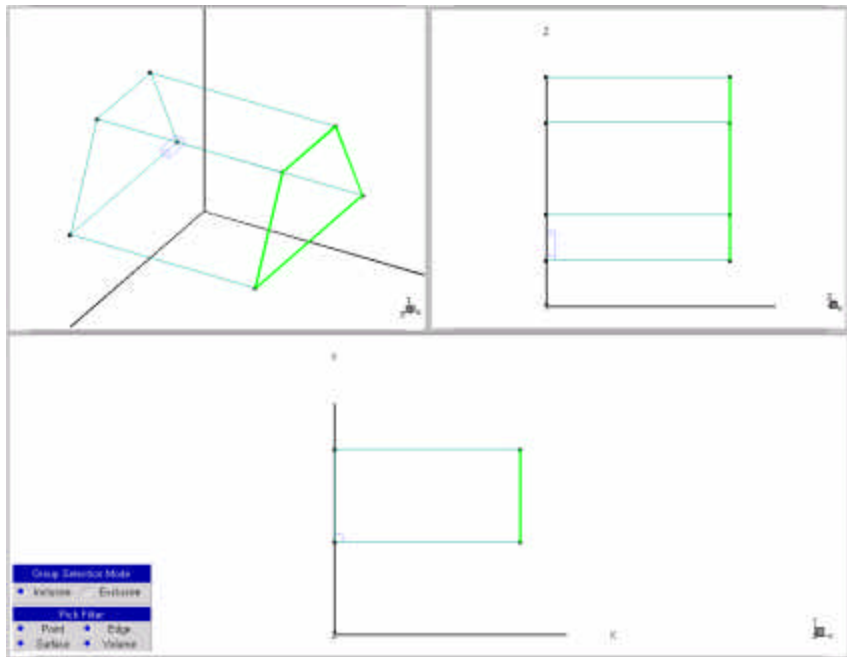 Z
X
Group Selection Mode
Inclusive Exclusive
Pick Filter
Point Edge
Surface Volume